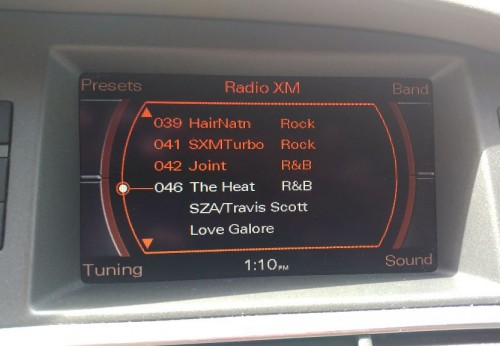 Presets Radio XM Band
039 HairNatn Rock
041 SXMTurbo Rock
042 Joint R&B
046 The Heat R&B
SZA/Travis Scott
Love Galore
Tuning 1:10PM Sound